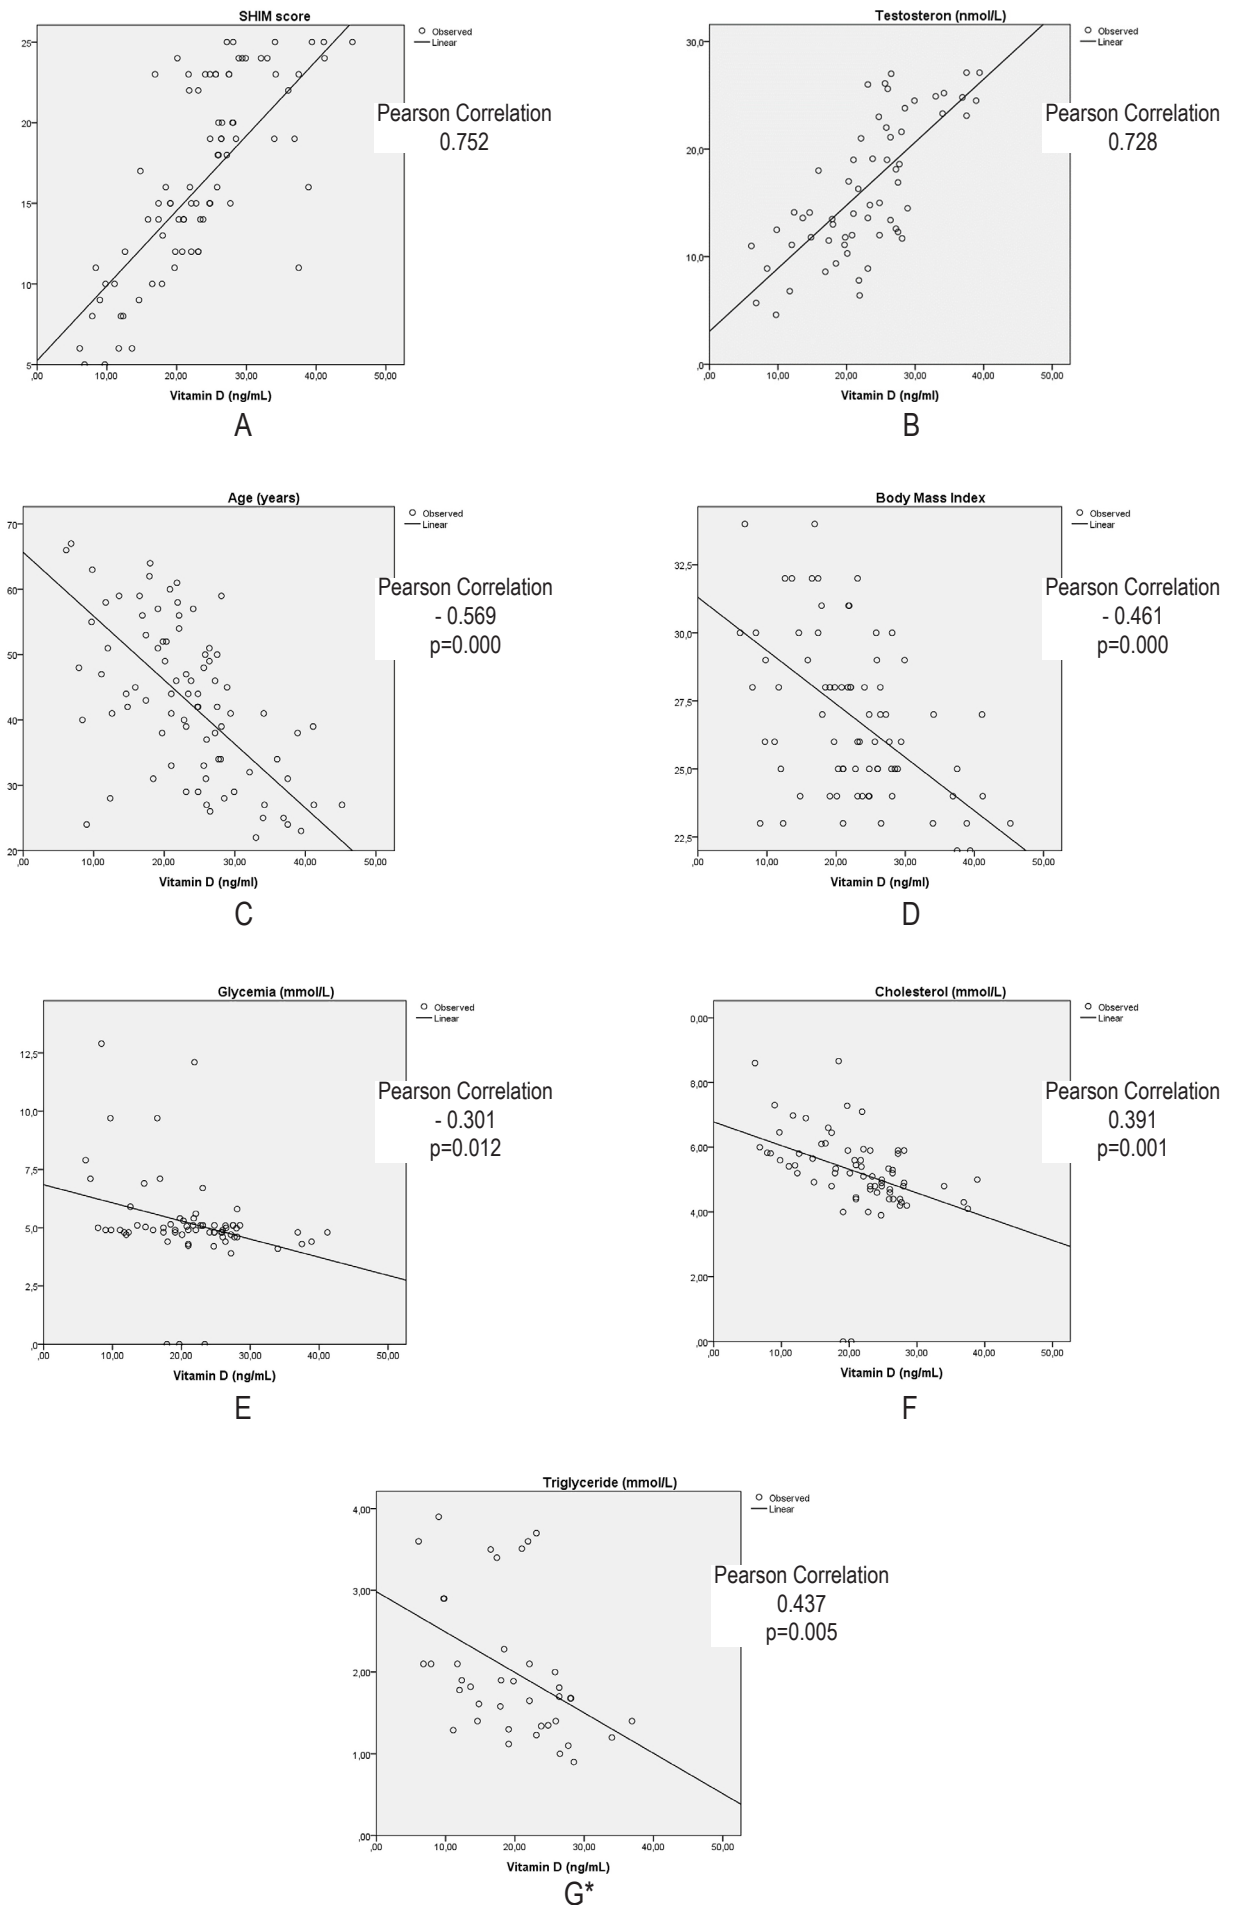 SHIM score
Observed
Linear
25
20
15
10
5
Pearson Correlation
0.752
,00 10,00 20,00 30,00 40,00 50,00
Vitamin D (ng/mL)
A
Testosteron (nmol/L)
Observed
Linear
30,0
20,0
10,0
,0
Pearson Correlation
0.728
,00 10,00 20,00 30,00 40,00 50,00
Vitamin D (ng/ml)
B
Age (years)
Observed
Linear
70
60
50
40
30
20
Pearson Correlation
- 0.569
p=0.000
,00 10,00 20,00 30,00 40,00 50,00
Vitamin D (ng/ml)
C
Body Mass Index
Observed
Linear
32,5
30,0
27,5
25,0
22,5
Pearson Correlation
- 0.461
p=0.000
,00 10,00 20,00 30,00 40,00 50,00
Vitamin D (ng/ml)
D
Glycemia (mmol/L)
Observed
Linear
12,5
10,0
7,5
5,0
2,5
,0
Pearson Correlation
- 0.301
p=0.012
,00 10,00 20,00 30,00 40,00 50,00
Vitamin D (ng/mL)
E
Cholesterol (mmol/L)
Observed
Linear
0,00
8,00
6,00
4,00
2,00
,00
Pearson Correlation
0.391
p=0.001
,00 10,00 20,00 30,00 40,00 50,00
Vitamin D (ng/mL)
F
Triglyceride (mmol/L)
Observed
Linear
4,00
3,00
2,00
1,00
,00
Pearson Correlation
0.437
p=0.005
,00 10,00 20,00 30,00 40,00 50,00
Vitamin D (ng/mL)
G*